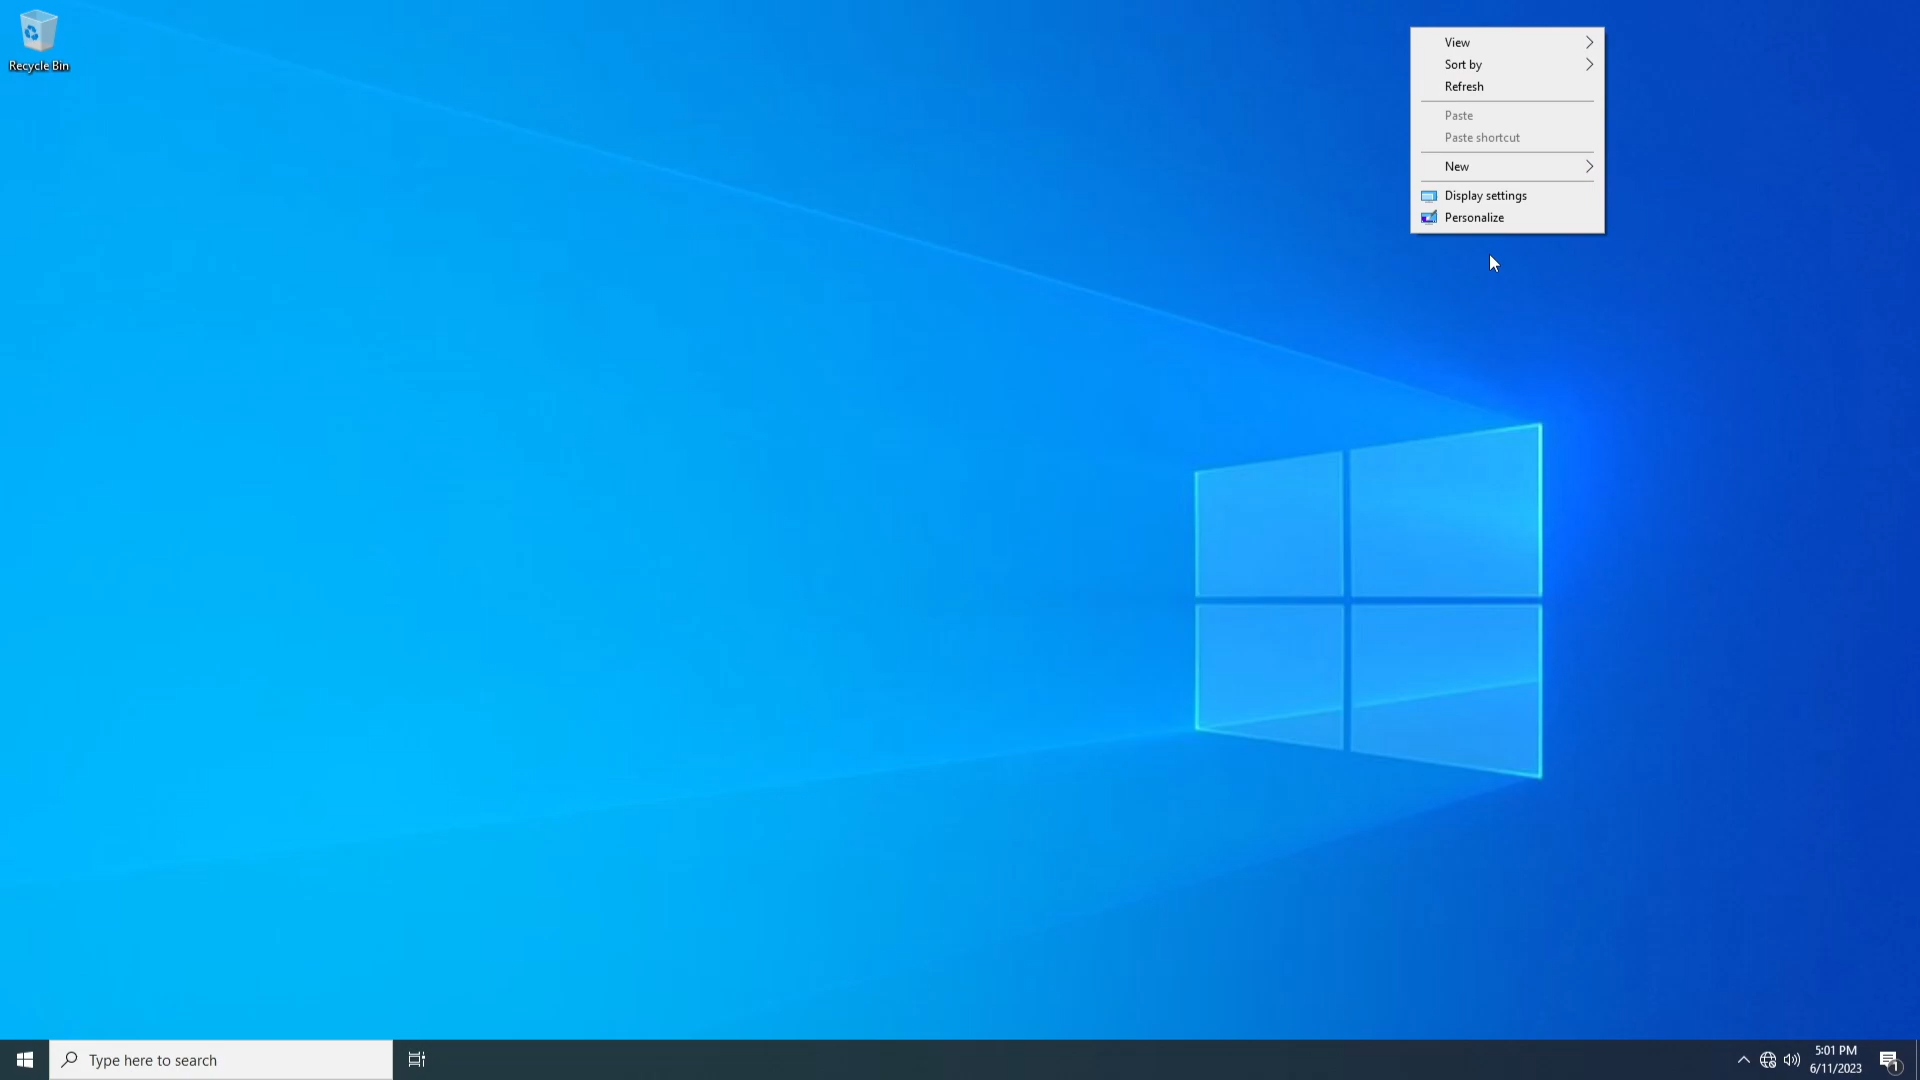 Recycle Bin
View
Sort by
Refresh
Paste
Paste shortcut
New
Display settings
Personalize
Type here to search
5:01 PM
6/11/2023
1